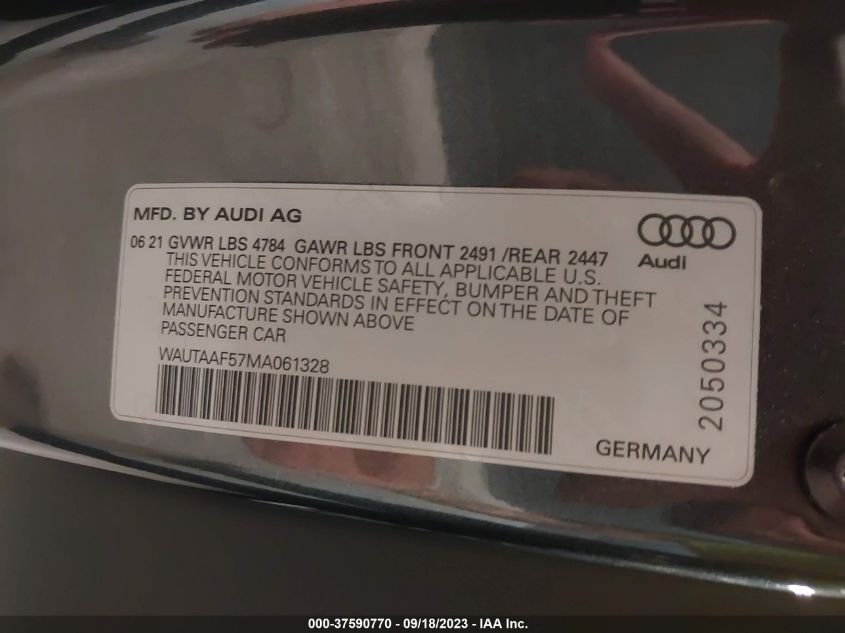 MFD. BY AUDI AG
06 21 GVWR LBS 4784 GAWR LBS FRONT 2491 /REAR 2447
THIS VEHICLE CONFORMS TO ALL APPLICABLE U.S.
FEDERAL MOTOR VEHICLE SAFETY, BUMPER AND THEFT
PREVENTION STANDARDS IN EFFECT ON THE DATE OF
MANUFACTURE SHOWN ABOVE
PASSENGER CAR
WAUTAAF57MA061328
Audi
2050334
GERMANY
000-37590770 - 09/18/2023 - IAA Inc.